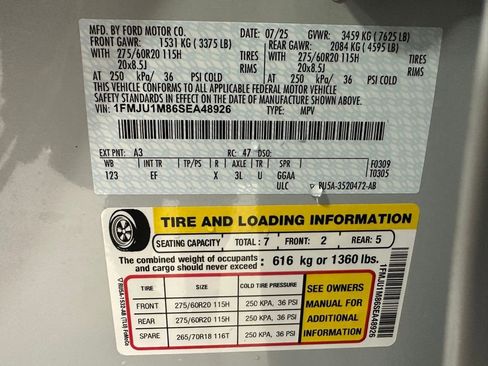 MFD. BY FORD MOTOR CO.
DATE: 07/25 GVWR: 3459 KG (7625 LB)
FRONT GAWR: 1531 KG (3375 LB) REAR GAWR: 2084 KG (4595 LB)
WITH 275/60R20 115H TIRES WITH 275/60R20 115H TIRES
20x8.5J RIMS 20x8.5J RIMS
AT 250 kPa/ 36 PSI COLD AT 250 kPa/ 36 PSI COLD
THIS VEHICLE CONFORMS TO ALL APPLICABLE FEDERAL MOTOR VEHICLE
SAFETY STANDARDS IN EFFECT ON THE DATE OF MANUFACTURE SHOWN ABOVE.
VIN: 1FMJU1M86SEA48926 TYPE: MPV
EXT PNT: A3 RC: 47 DSO: F0309
WB INT TR TP/PS R AXLE TR SPR T0305
123 EF X 3L U GGAA
ULC ▽ RU5A-3520472-AB
TIRE AND LOADING INFORMATION
SEATING CAPACITY TOTAL: 7 FRONT: 2 REAR: 5
The combined weight of occupants and cargo should never exceed: 616 kg or 1360 lbs.
TIRE SIZE COLD TIRE PRESSURE
FRONT 275/60R20 115H 250 KPA, 36 PSI
REAR 275/60R20 115H 250 KPA, 36 PSI
SPARE 265/70R18 116T 250 KPA, 36 PSI
SEE OWNERS
MANUAL FOR
ADDITIONAL
INFORMATION
1FMJU1M86SEA48926